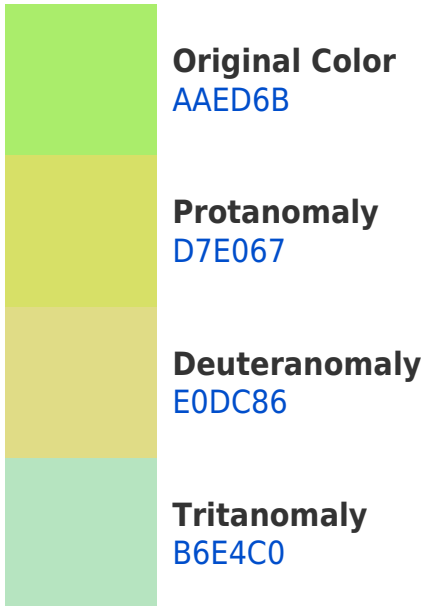 Original Color
AAED6B
Protanomaly
D7E067
Deuteranomaly
E0DC86
Tritanomaly
B6E4C0